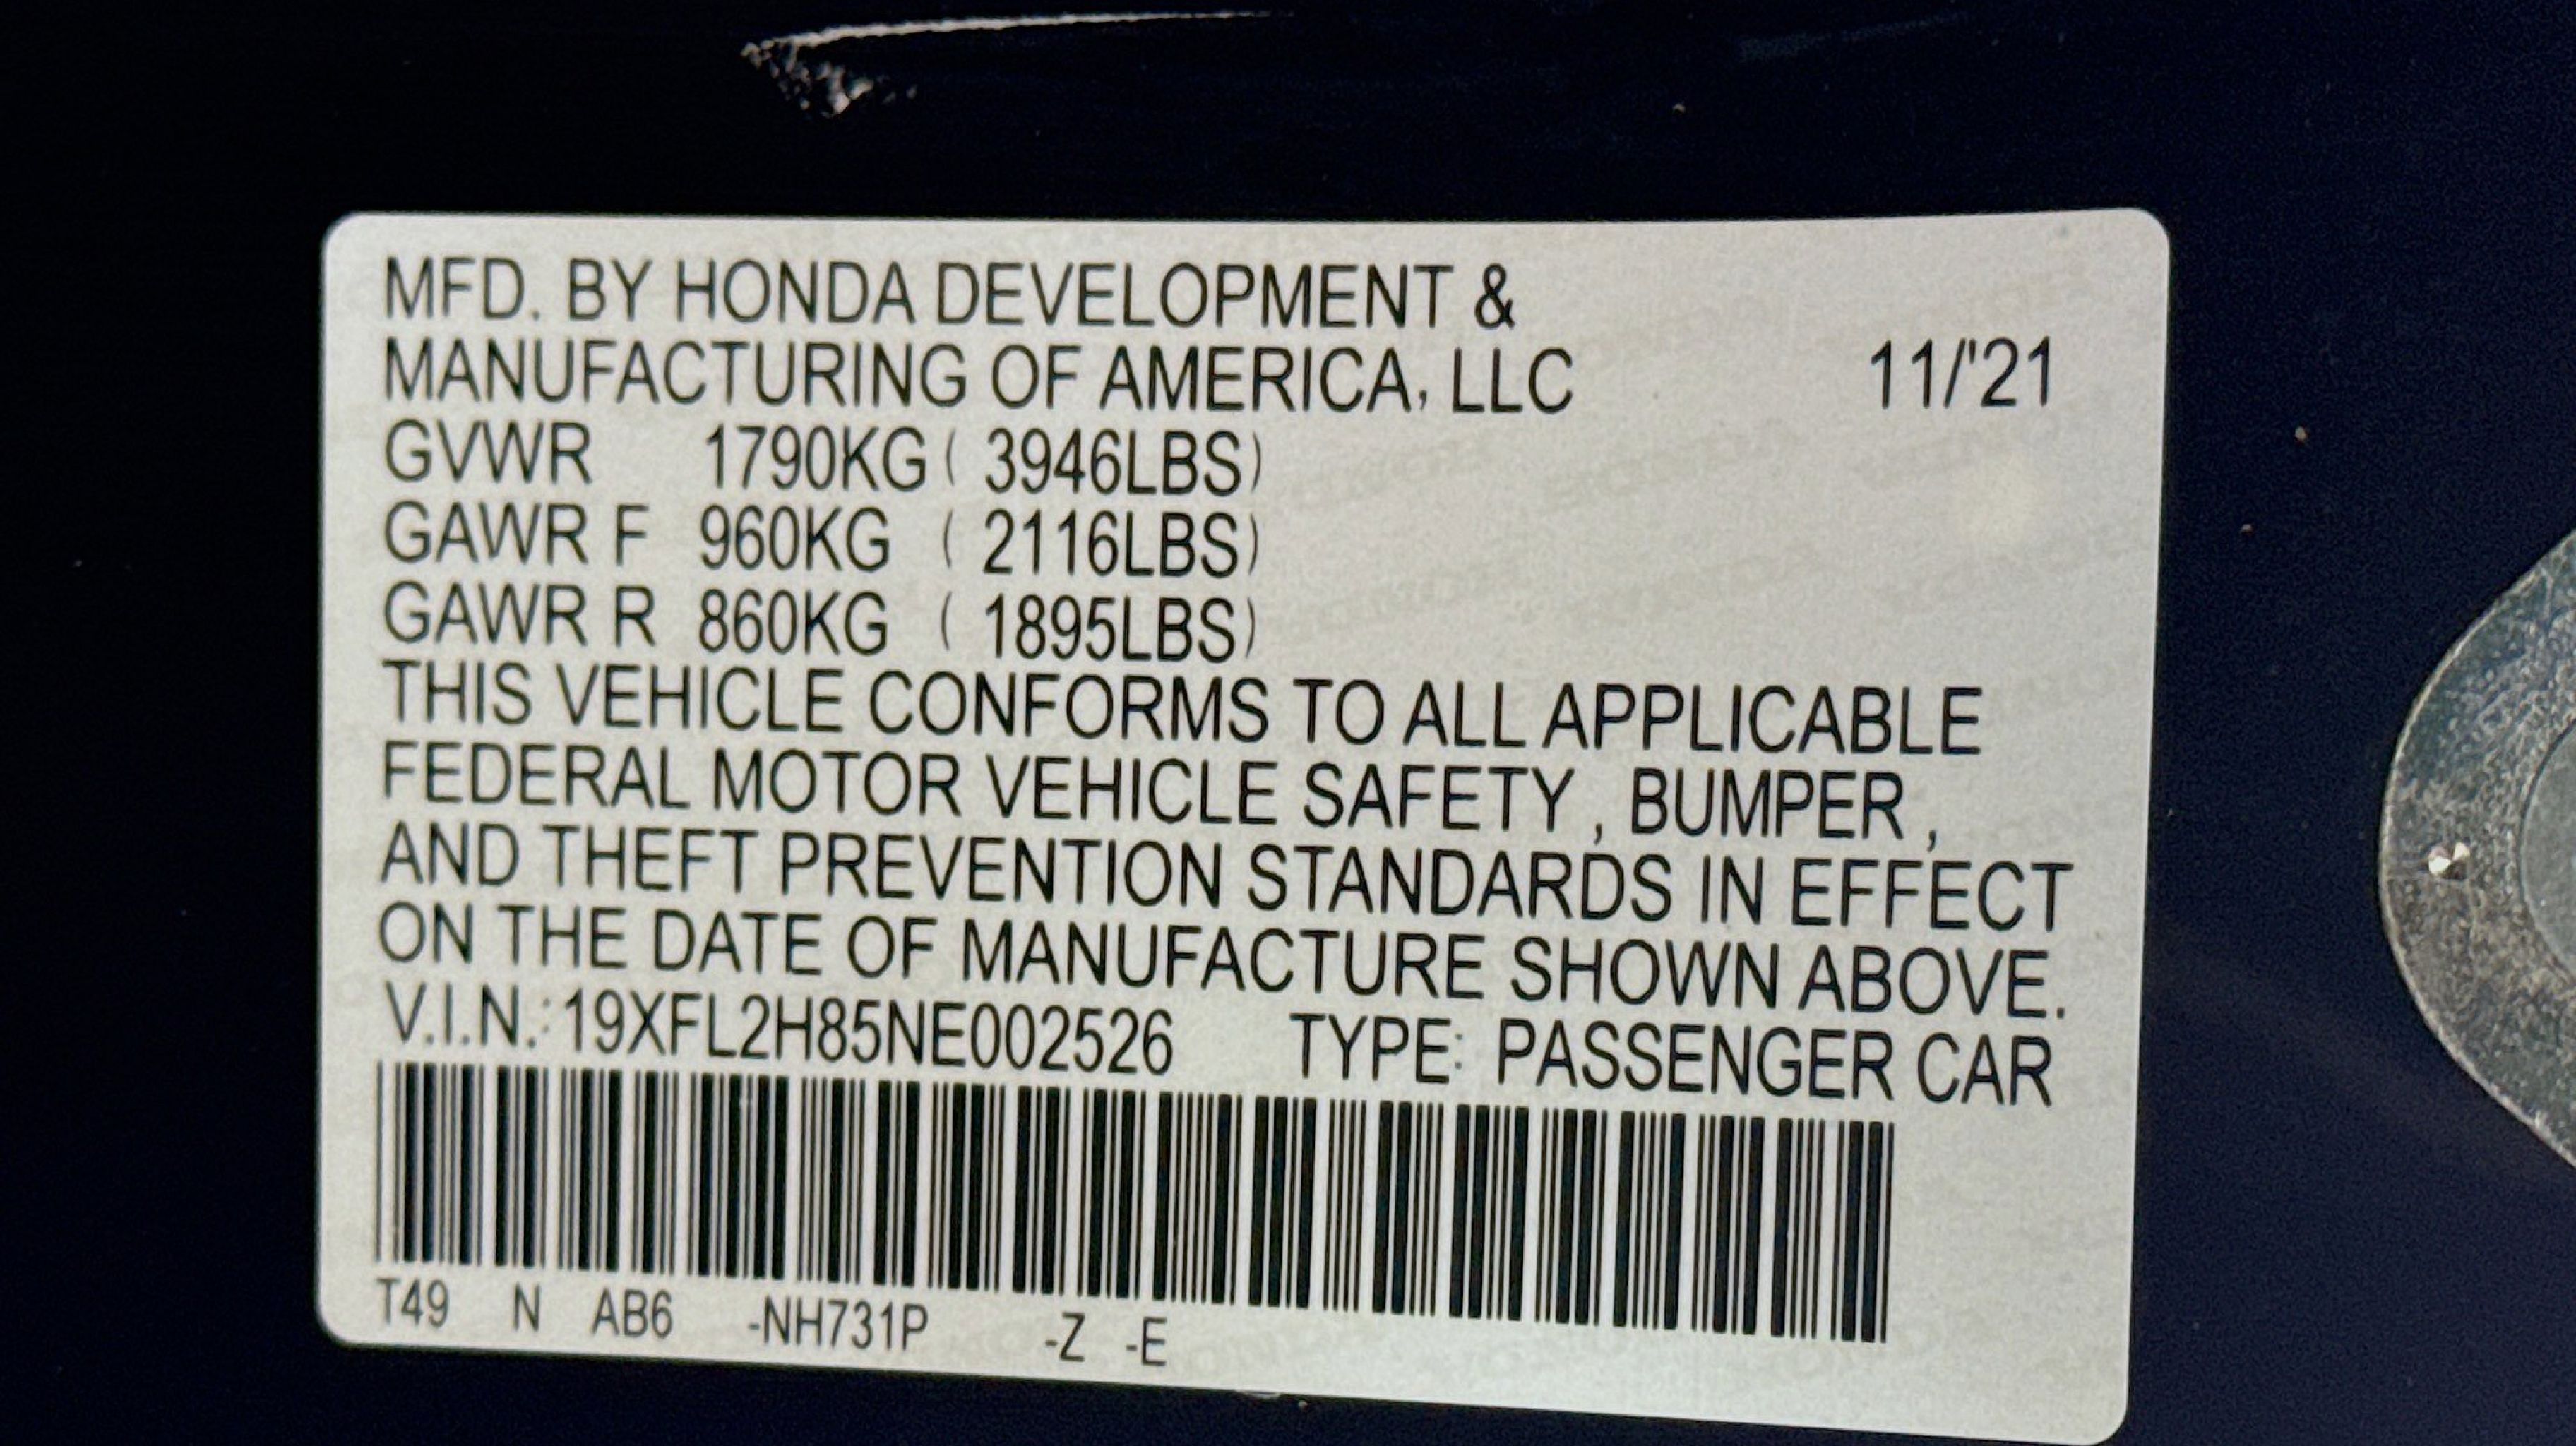 MFD. BY HONDA DEVELOPMENT &
MANUFACTURING OF AMERICA, LLC 11/'21
GVWR 1790KG ( 3946LBS)
GAWR F 960KG ( 2116LBS)
GAWR R 860KG ( 1895LBS)
THIS VEHICLE CONFORMS TO ALL APPLICABLE
FEDERAL MOTOR VEHICLE SAFETY , BUMPER ,
AND THEFT PREVENTION STANDARDS IN EFFECT
ON THE DATE OF MANUFACTURE SHOWN ABOVE.
V.I.N.: 19XFL2H85NE002526 TYPE: PASSENGER CAR
T49 N AB6 -NH731P -Z -E